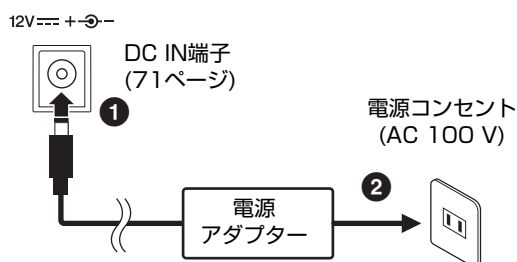 12V ⎓ + -
DC IN端子
(71ページ)
❶
電源コンセント
(AC 100 V)
❷
電源
アダプター